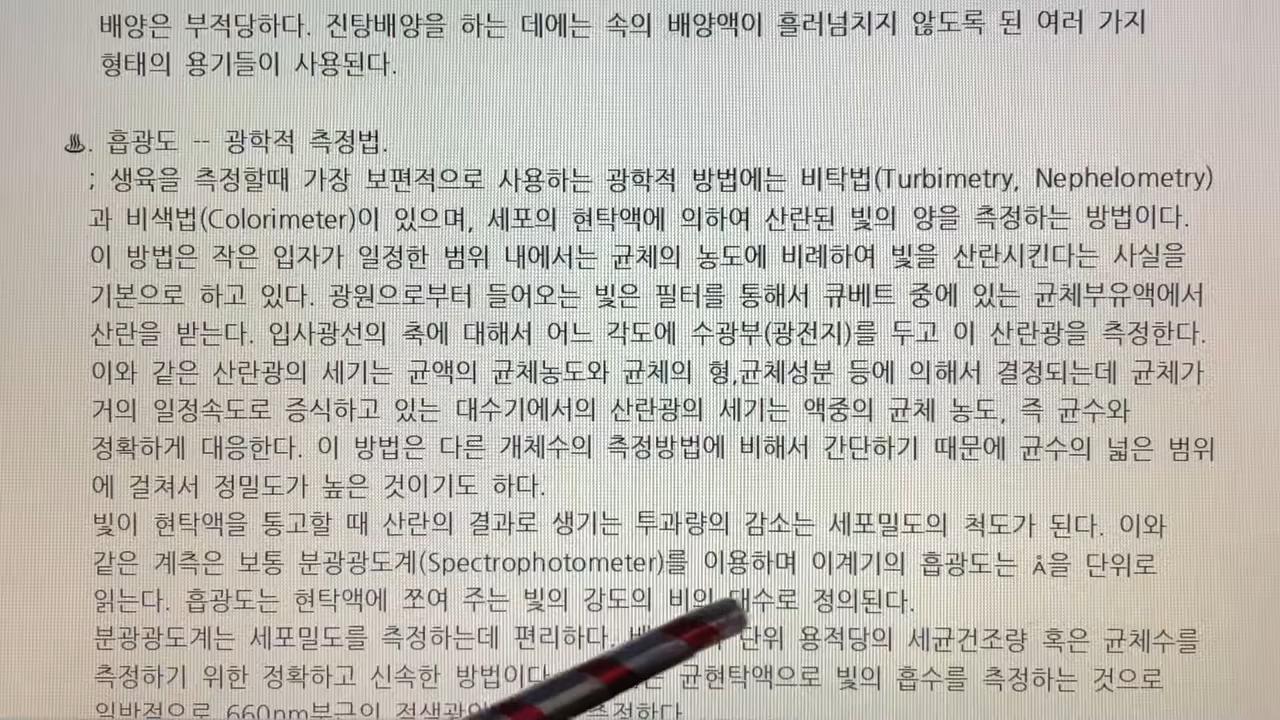 배양은 부적당하다. 진탕배양을 하는 데에는 속의 배양액이 흘러넘치지 않도록 된 여러 가지
형태의 용기들이 사용된다.
♨. 흡광도 -- 광학적 측정법.
; 생육을 측정할때 가장 보편적으로 사용하는 광학적 방법에는 비탁법(Turbimetry, Nephelometry)
과 비색법(Colorimeter)이 있으며, 세포의 현탁액에 의하여 산란된 빛의 양을 측정하는 방법이다.
이 방법은 작은 입자가 일정한 범위 내에서는 균체의 농도에 비례하여 빛을 산란시킨다는 사실을
기본으로 하고 있다. 광원으로부터 들어오는 빛은 필터를 통해서 큐베트 중에 있는 균체부유액에서
산란을 받는다. 입사광선의 축에 대해서 어느 각도에 수광부(광전지)를 두고 이 산란광을 측정한다.
이와 같은 산란광의 세기는 균액의 균체농도와 균체의 형,균체성분 등에 의해서 결정되는데 균체가
거의 일정속도로 증식하고 있는 대수기에서의 산란광의 세기는 액중의 균체 농도, 즉 균수와
정확하게 대응한다. 이 방법은 다른 개체수의 측정방법에 비해서 간단하기 때문에 균수의 넓은 범위
에 걸쳐서 정밀도가 높은 것이기도 하다.
빛이 현탁액을 통고할 때 산란의 결과로 생기는 투과량의 감소는 세포밀도의 척도가 된다. 이와
같은 계측은 보통 분광광도계(Spectrophotometer)를 이용하며 이계기의 흡광도는 Å을 단위로
읽는다. 흡광도는 현탁액에 쪼여 주는 빛의 강도의 비의 대수로 정의된다.
분광광도계는 세포밀도를 측정하는데 편리하다. 단위 용적당의 세균건조량 혹은 균체수를
측정하기 위한 정확하고 신속한 방법이다 균현탁액으로 빛의 흡수를 측정하는 것으로
일반적으로 660nm부근의 측정한다